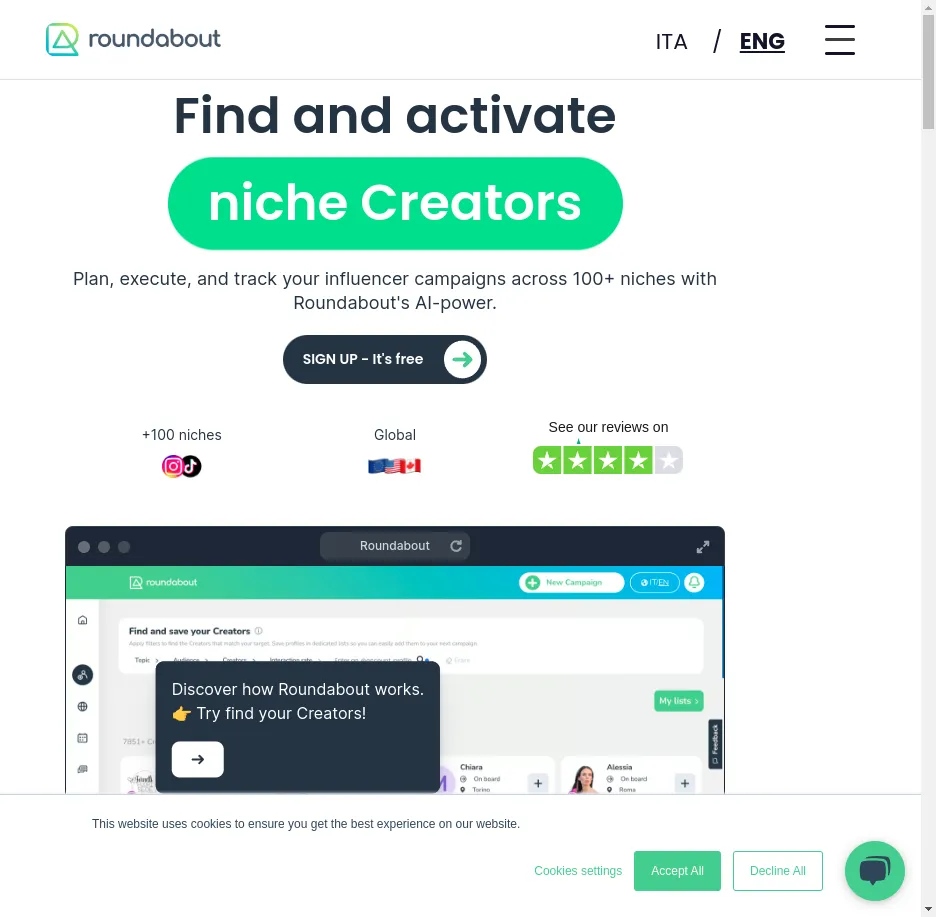 roundabout
ITA / ENG
Find and activate
niche Creators
Plan, execute, and track your influencer campaigns across 100+ niches with
Roundabout's AI-power.
SIGN UP - It's free
+100 niches
Global
See our reviews on
Roundabout
roundabout
New Campaign
IT/EN
Find and save your Creators
Apply filters to find the Creators that match your target. Save profiles in dedicated lists so you can easily add them to your next campaign.
Topic
Audience
Creators
Interaction rate
My lists
Feedback
Discover how Roundabout works.
👉 Try find your Creators!
7851+
Chiara
On board
Torino
Alessia
On board
Roma
This website uses cookies to ensure you get the best experience on our website.
Cookies settings
Accept All
Decline All